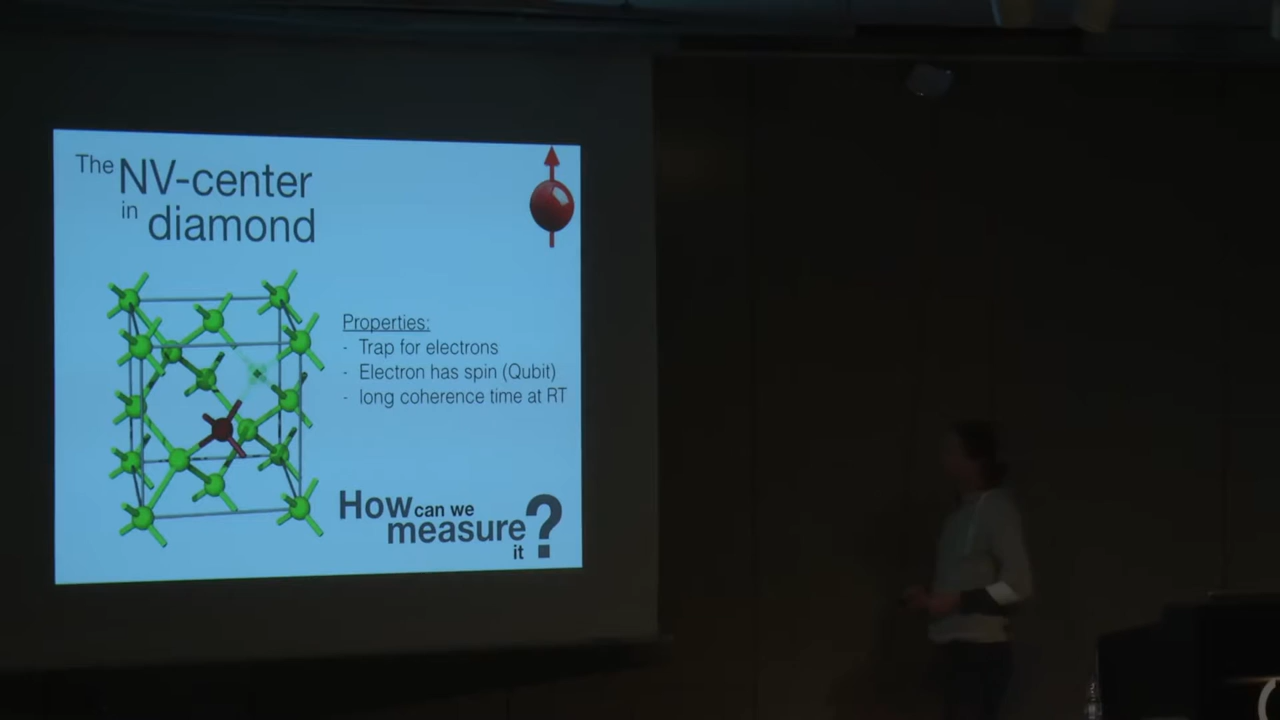 The NV-center
in diamond
Properties:
- Trap for electrons
- Electron has spin (Qubit)
- long coherence time at RT
How can we
measure ?
it